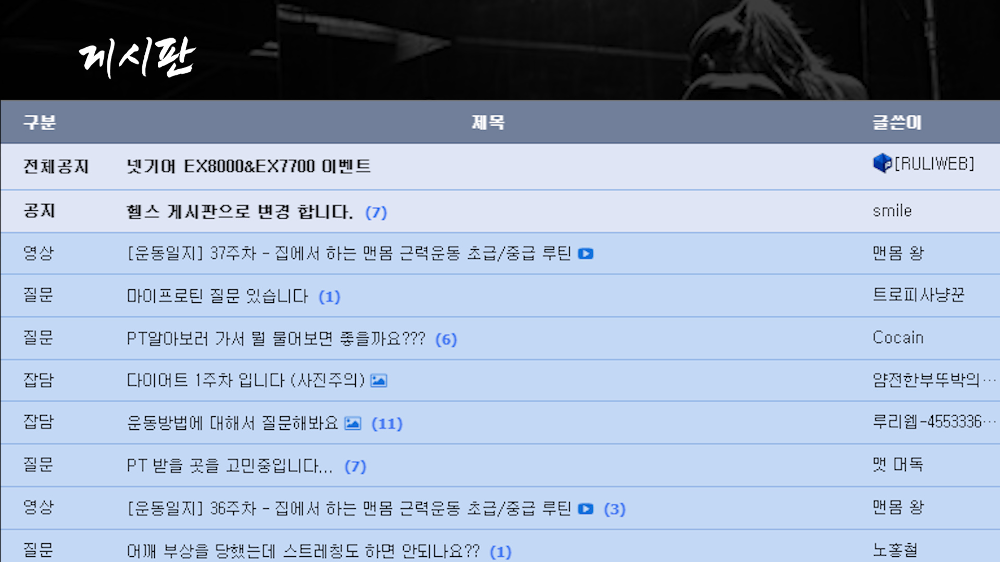 게시판
구분 제목 글쓴이
전체공지 넷기어 EX8000&EX7700 이벤트 [RULIWEB]
공지 헬스 게시판으로 변경 합니다. (7) smile
영상 [운동일지] 37주차 - 집에서 하는 맨몸 근력운동 초급/중급 루틴 맨몸 왕
질문 마이프로틴 질문 있습니다 (1) 트로피사냥꾼
질문 PT알아보러 가서 뭘 물어보면 좋을까요??? (6) Cocain
잡담 다이어트 1주차 입니다 (사진주의) 얌전한부뚜박의…
잡담 운동방법에 대해서 질문해봐요 (11) 루리웹-4553336…
질문 PT 받을 곳을 고민중입니다... (7) 맷 머독
영상 [운동일지] 36주차 - 집에서 하는 맨몸 근력운동 초급/중급 루틴 (3) 맨몸 왕
질문 어깨 부상을 당했는데 스트레칭도 하면 안되나요?? (1) 노홍철